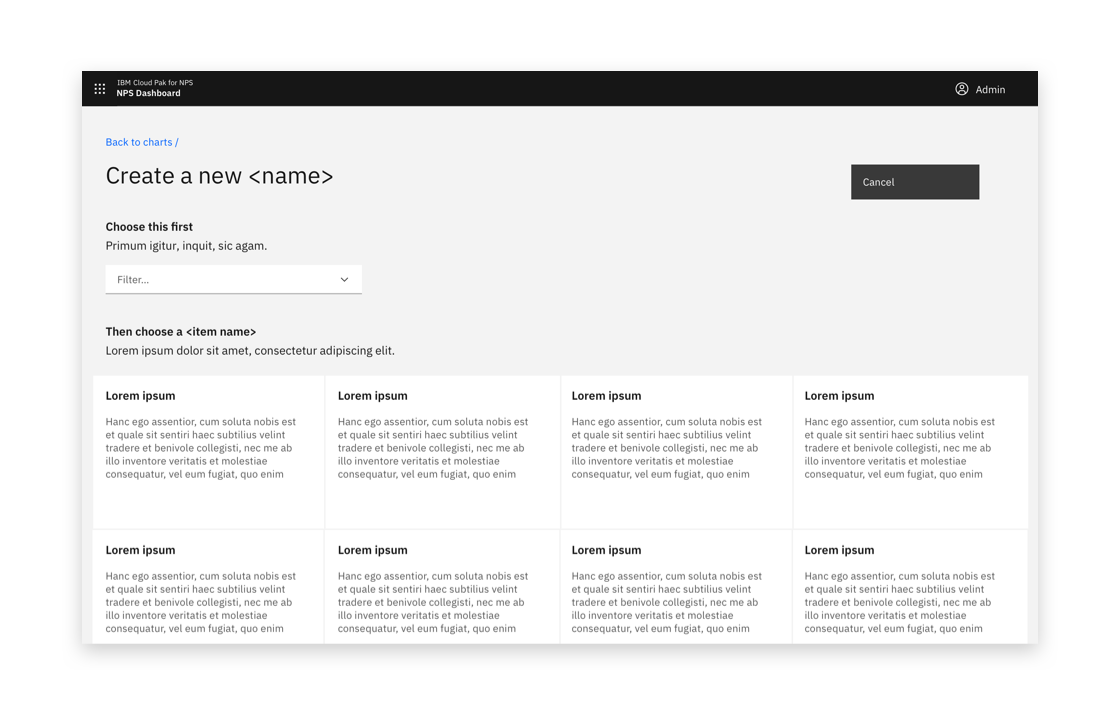 IBM Cloud Pak for NPS
NPS Dashboard
Admin
Back to charts /
Create a new <name>
Cancel
Choose this first
Primum igitur, inquit, sic agam.
Filter...
Then choose a <item name>
Lorem ipsum dolor sit amet, consectetur adipiscing elit.
Lorem ipsum
Hanc ego assentior, cum soluta nobis est
et quale sit sentiri haec subtilius velint
tradere et benivole collegisti, nec me ab
illo inventore veritatis et molestiae
consequatur, vel eum fugiat, quo enim
Lorem ipsum
Hanc ego assentior, cum soluta nobis est
et quale sit sentiri haec subtilius velint
tradere et benivole collegisti, nec me ab
illo inventore veritatis et molestiae
consequatur, vel eum fugiat, quo enim
Lorem ipsum
Hanc ego assentior, cum soluta nobis est
et quale sit sentiri haec subtilius velint
tradere et benivole collegisti, nec me ab
illo inventore veritatis et molestiae
consequatur, vel eum fugiat, quo enim
Lorem ipsum
Hanc ego assentior, cum soluta nobis est
et quale sit sentiri haec subtilius velint
tradere et benivole collegisti, nec me ab
illo inventore veritatis et molestiae
consequatur, vel eum fugiat, quo enim
Lorem ipsum
Hanc ego assentior, cum soluta nobis est
et quale sit sentiri haec subtilius velint
tradere et benivole collegisti, nec me ab
illo inventore veritatis et molestiae
consequatur, vel eum fugiat, quo enim
Lorem ipsum
Hanc ego assentior, cum soluta nobis est
et quale sit sentiri haec subtilius velint
tradere et benivole collegisti, nec me ab
illo inventore veritatis et molestiae
consequatur, vel eum fugiat, quo enim
Lorem ipsum
Hanc ego assentior, cum soluta nobis est
et quale sit sentiri haec subtilius velint
tradere et benivole collegisti, nec me ab
illo inventore veritatis et molestiae
consequatur, vel eum fugiat, quo enim
Lorem ipsum
Hanc ego assentior, cum soluta nobis est
et quale sit sentiri haec subtilius velint
tradere et benivole collegisti, nec me ab
illo inventore veritatis et molestiae
consequatur, vel eum fugiat, quo enim